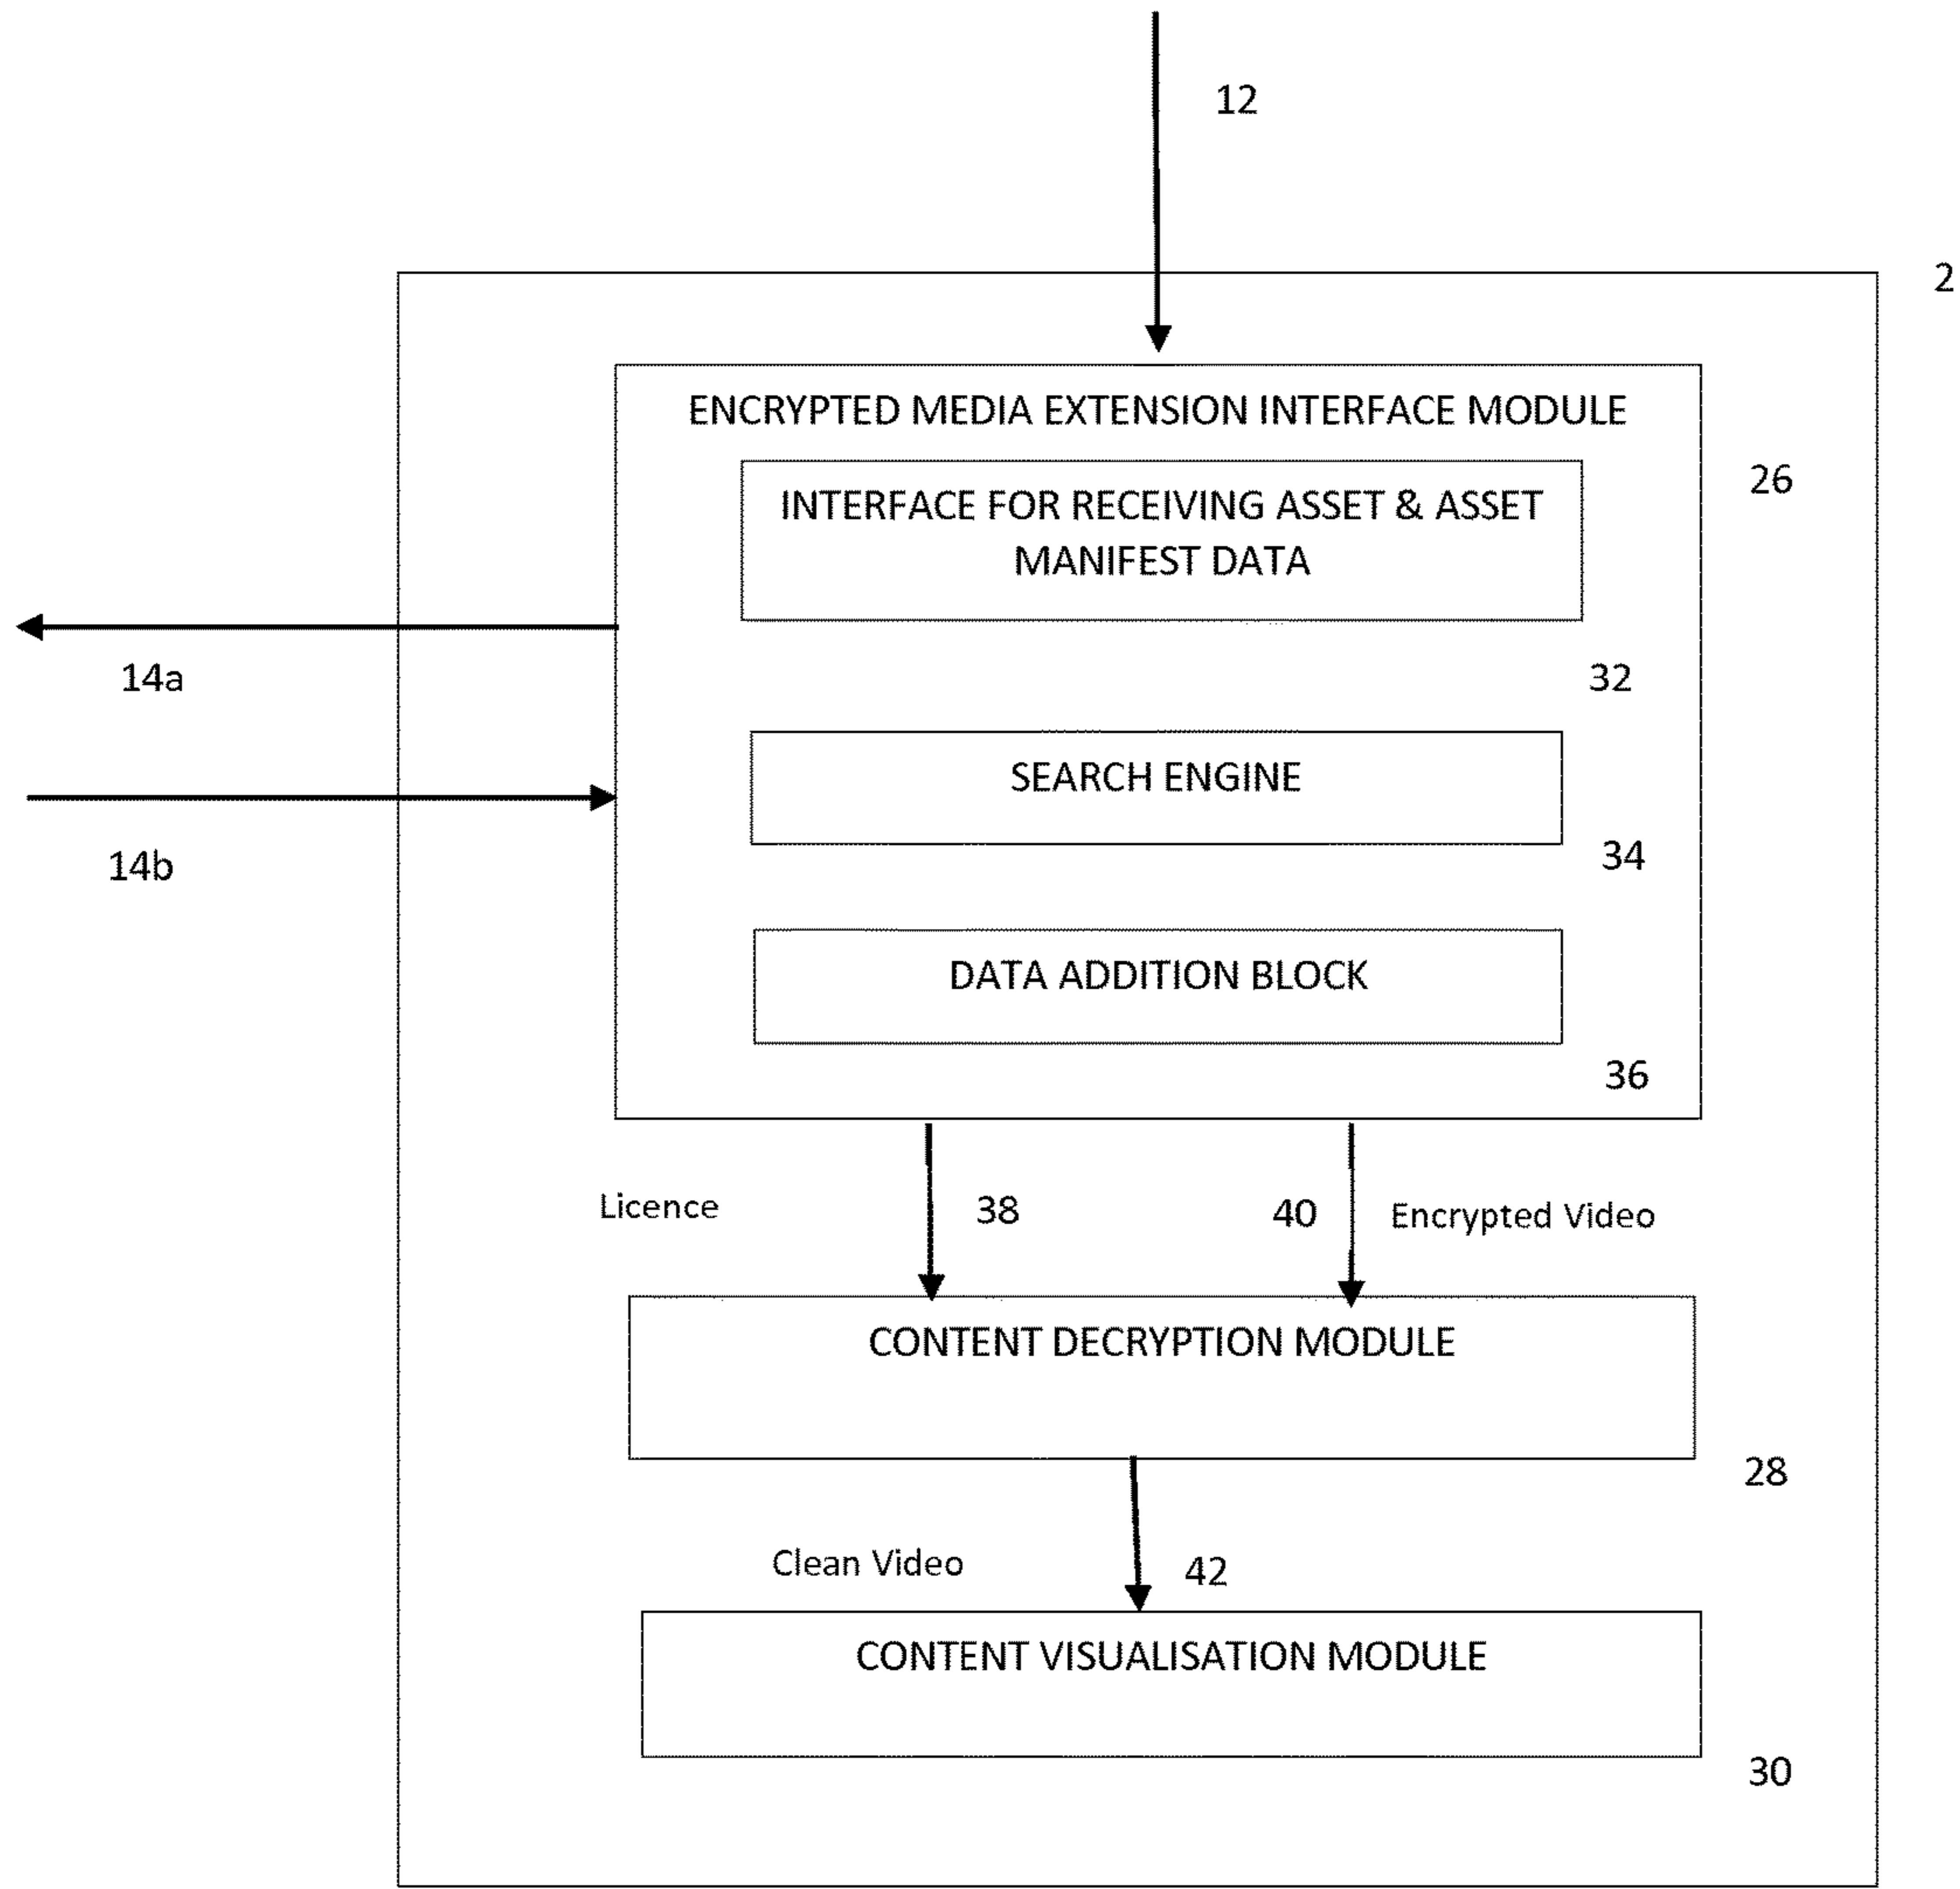 12
2
ENCRYPTED MEDIA EXTENSION INTERFACE MODULE
26
INTERFACE FOR RECEIVING ASSET & ASSET
MANIFEST DATA
14a
32
SEARCH ENGINE
14b
34
DATA ADDITION BLOCK
36
Licence
38
40
Encrypted Video
CONTENT DECRYPTION MODULE
28
Clean Video
42
CONTENT VISUALISATION MODULE
30